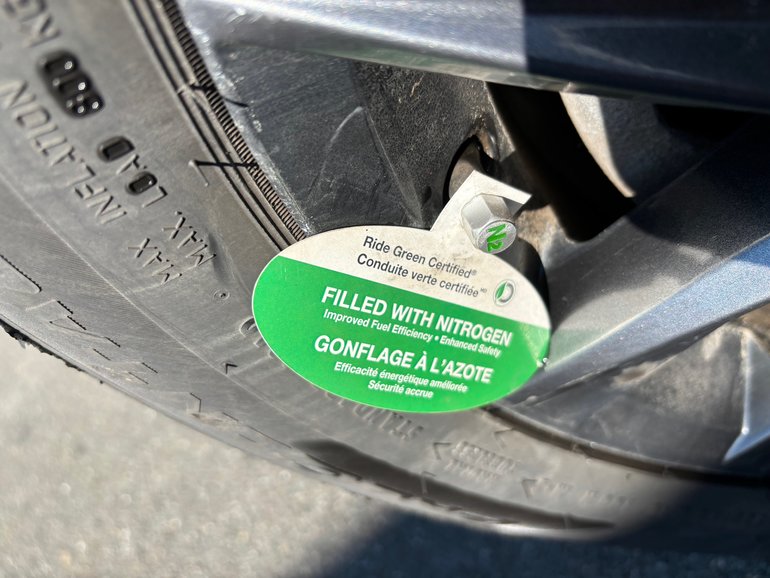 MAX. LOAD
MAX INFLATION
N2
Ride Green Certified®
Conduite verte certifiée MD
FILLED WITH NITROGEN
Improved Fuel Efficiency • Enhanced Safety
GONFLAGE À L'AZOTE
Efficacité énergétique améliorée
Sécurité accrue